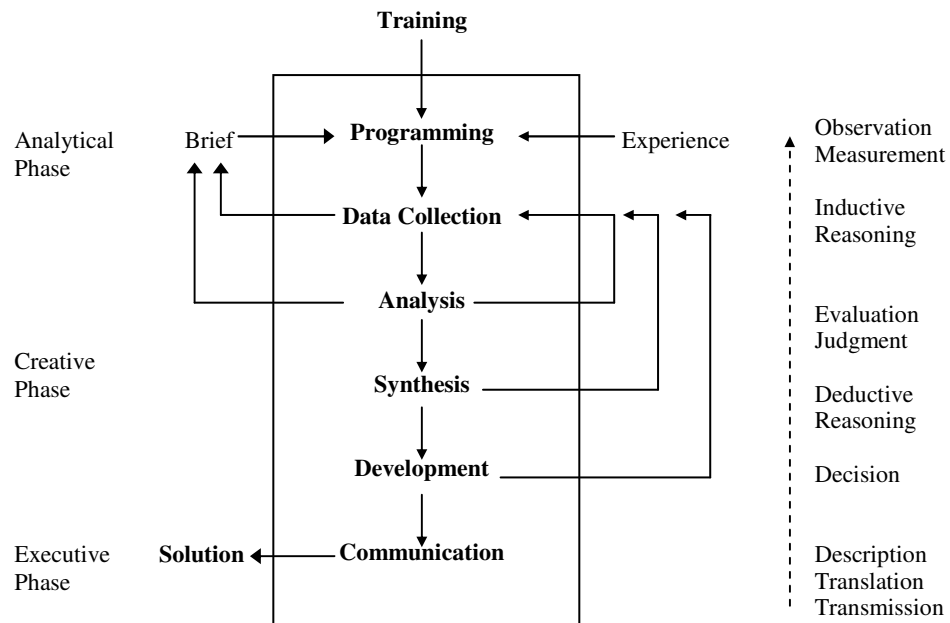 Training
Analytical
Phase
Brief
Programming
Experience
Observation
Measurement
Data Collection
Inductive
Reasoning
Analysis
Evaluation
Judgment
Creative
Phase
Synthesis
Deductive
Reasoning
Development
Decision
Executive
Phase
Solution
Communication
Description
Translation
Transmission